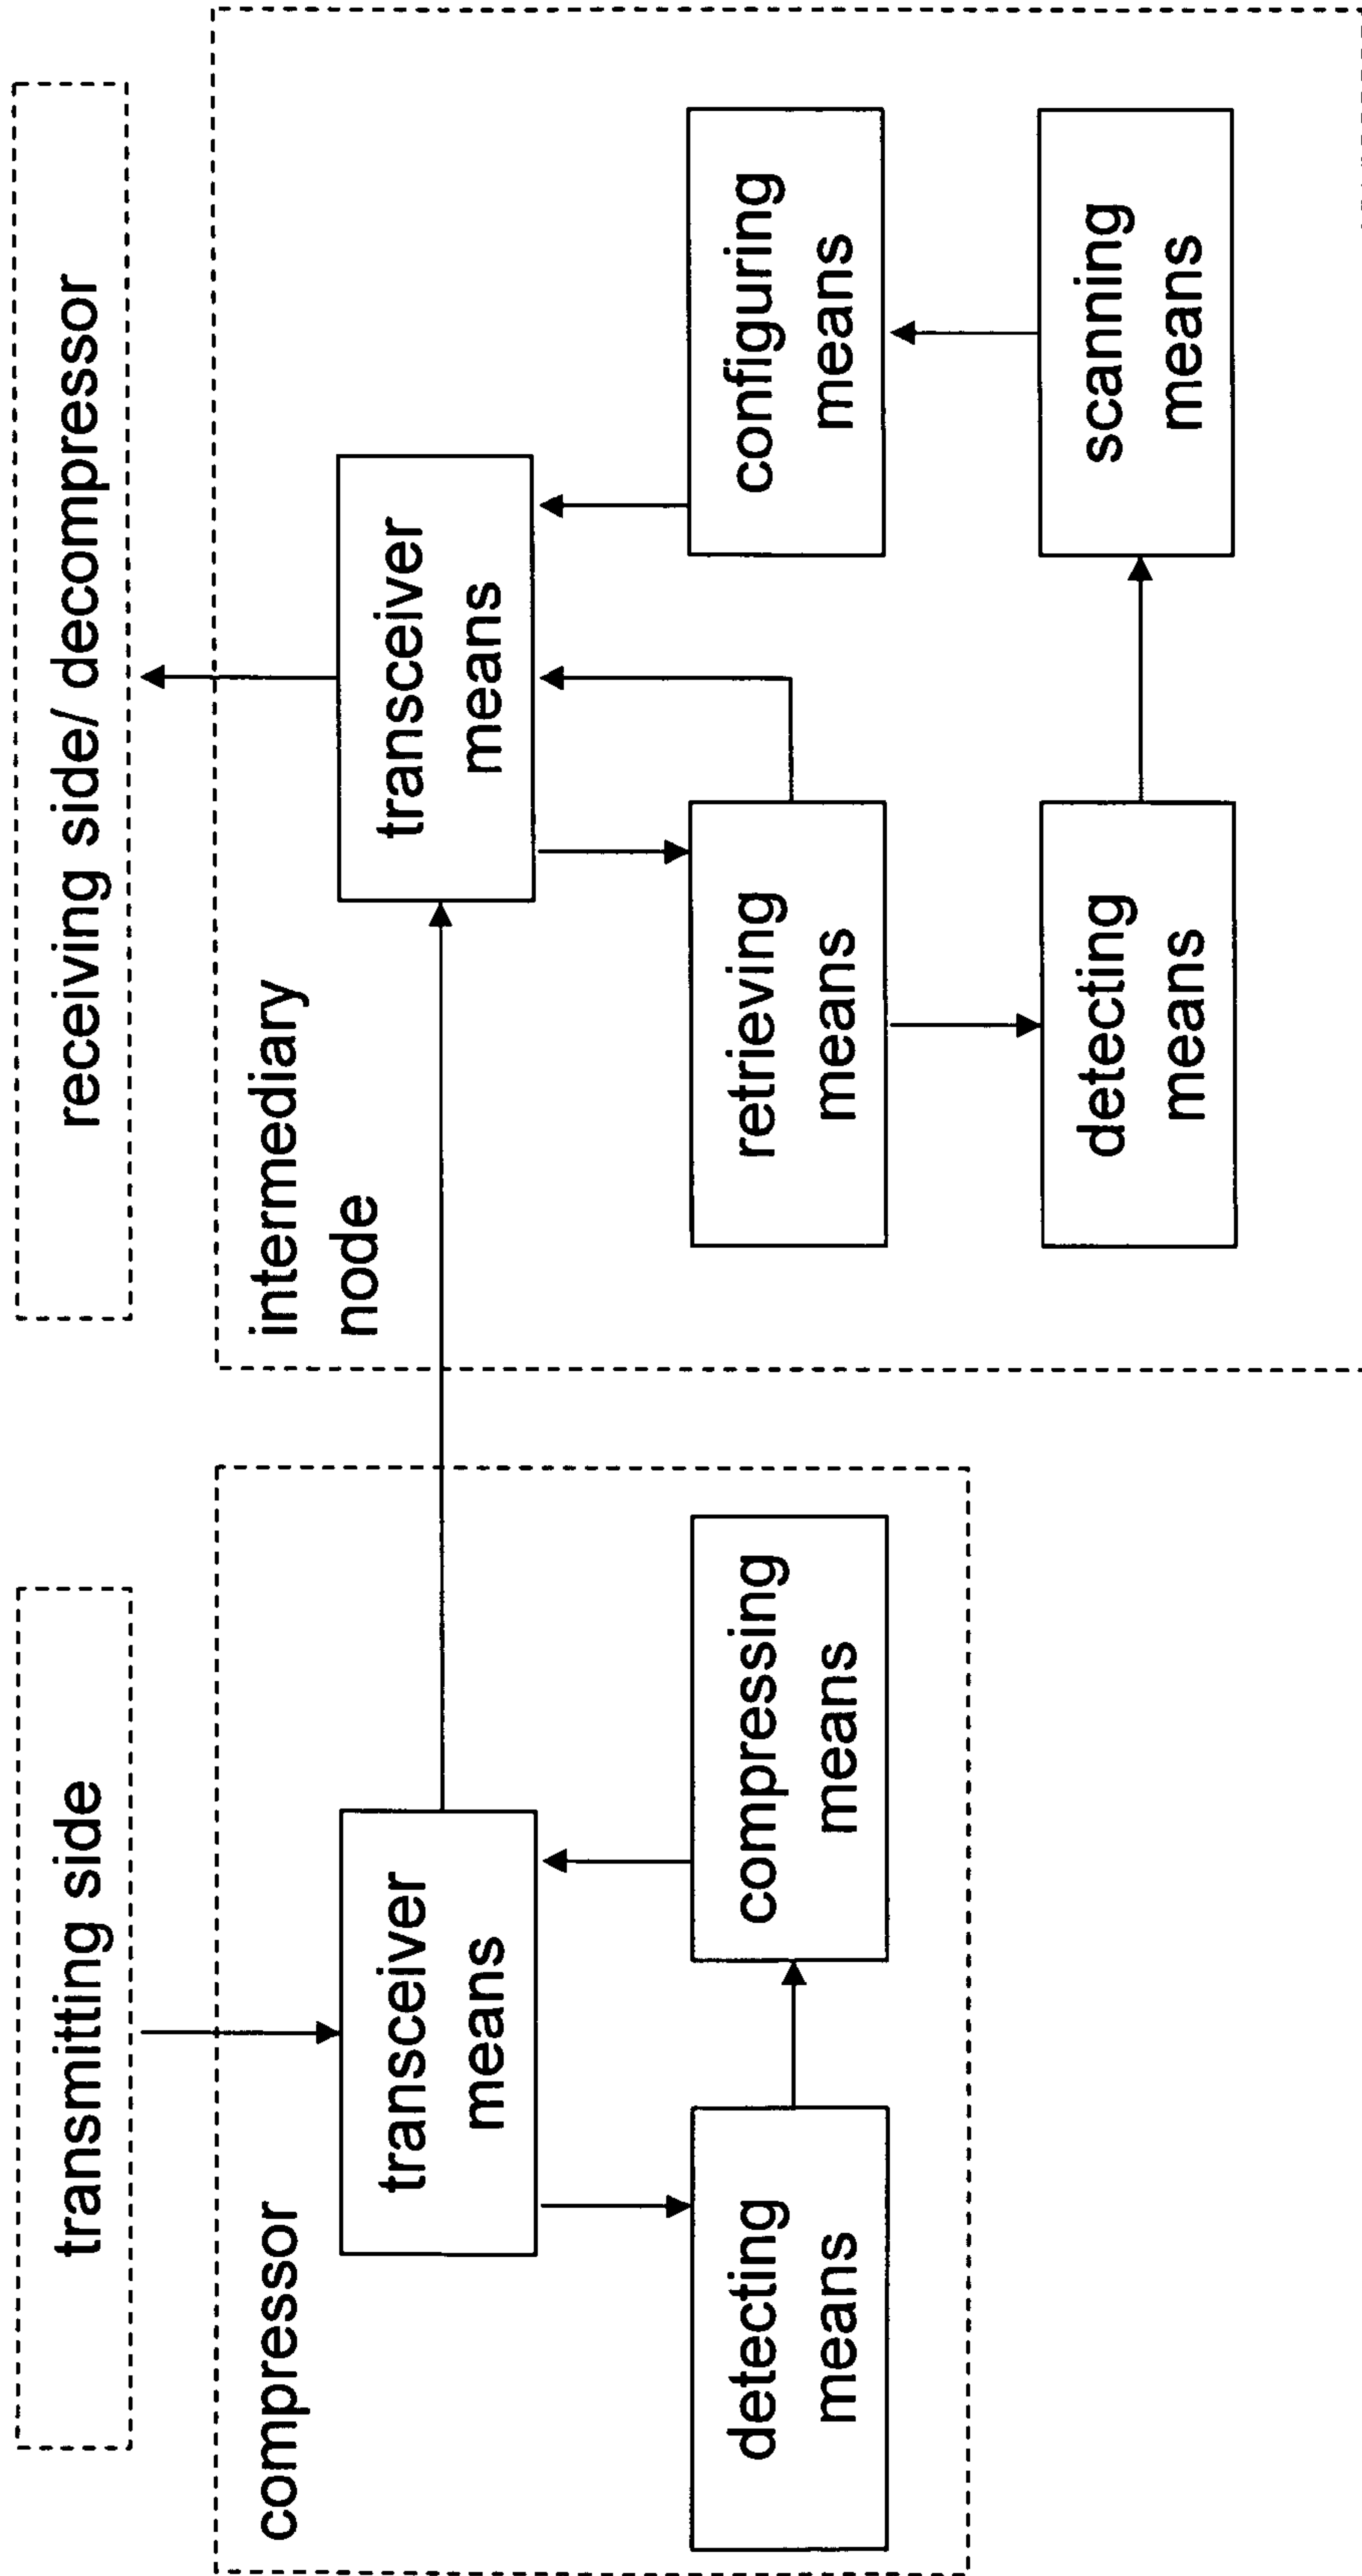 transmitting side
receiving side/ decompressor
compressor
transceiver
means
detecting
means
compressing
means
intermediary
node
transceiver
means
retrieving
means
configuring
means
detecting
means
scanning
means